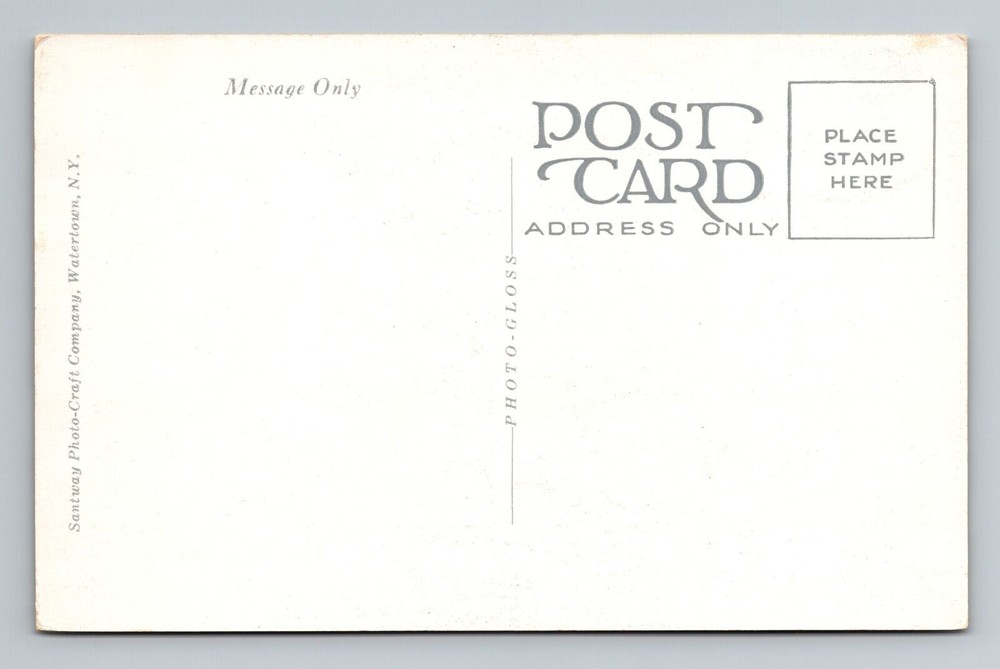 Message Only
POST
CARD
ADDRESS ONLY
PLACE
STAMP
HERE
PHOTO-GLOSS
Santway Photo-Craft Company, Watertown, N.Y.